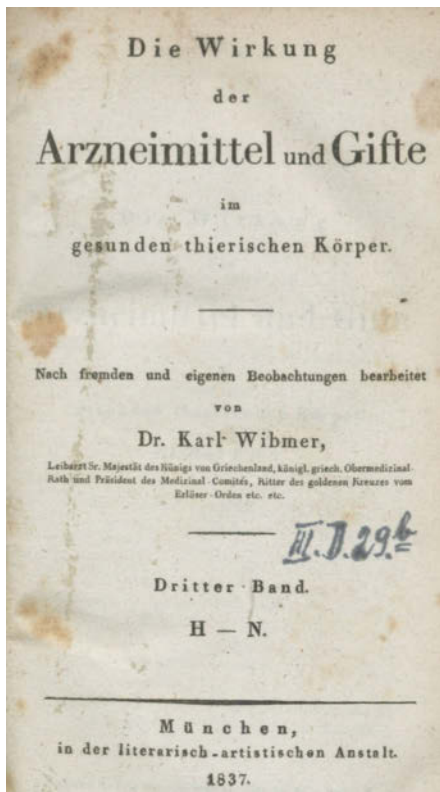 Die Wirkung
der
Arzneimittel und Gifte
im
gesunden thierischen Körper.
Nach fremden und eigenen Beobachtungen bearbeitet
von
Dr. Karl Wibmer,
Leibarzt Sr. Majestät des Königs von Griechenland, königl. griech. Obermedizinal-
Rath und Präsident des Medizinal-Comités, Ritter des goldenen Kreuzes vom
Erlöser-Orden etc. etc.
III. D. 29. b
Dritter Band.
H — N.
München,
in der literarisch-artistischen Anstalt.
1837.